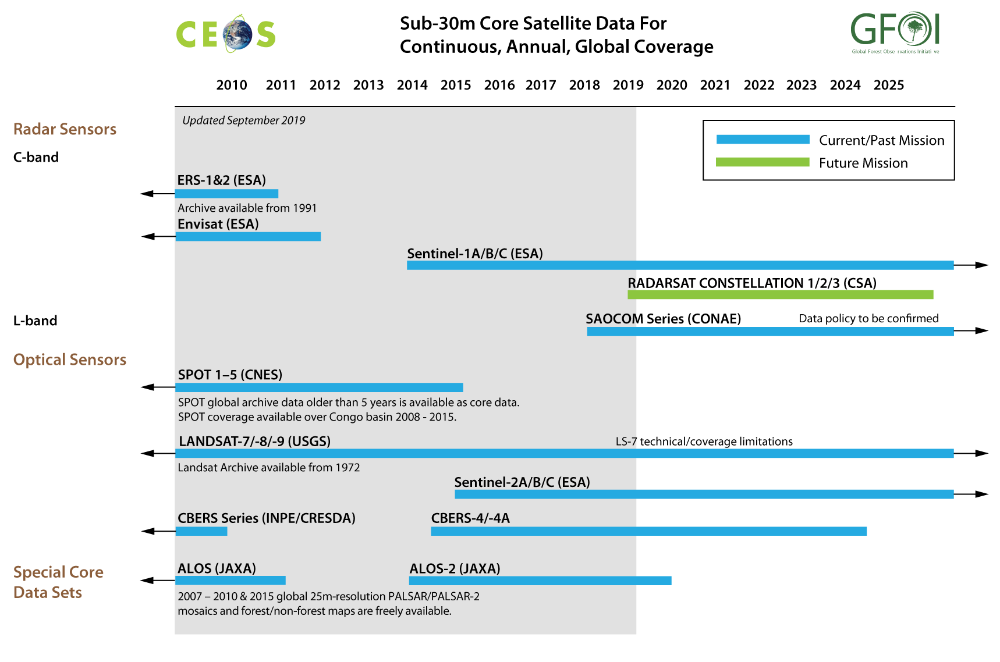 CEOS
Sub-30m Core Satellite Data For
Continuous, Annual, Global Coverage
GFOI
Global Forest Obse rvations Initiati ve
2010 2011 2012 2013 2014 2015 2016 2017 2018 2019 2020 2021 2022 2023 2024 2025
Updated September 2019
Current/Past Mission
Future Mission
Radar Sensors
C-band
ERS-1&2 (ESA)
Archive available from 1991
Envisat (ESA)
Sentinel-1A/B/C (ESA)
RADARSAT CONSTELLATION 1/2/3 (CSA)
L-band
SAOCOM Series (CONAE) Data policy to be confirmed
Optical Sensors
SPOT 1–5 (CNES)
SPOT global archive data older than 5 years is available as core data.
SPOT coverage available over Congo basin 2008 - 2015.
LANDSAT-7/-8/-9 (USGS) LS-7 technical/coverage limitations
Landsat Archive available from 1972
Sentinel-2A/B/C (ESA)
CBERS Series (INPE/CRESDA) CBERS-4/-4A
Special Core
Data Sets
ALOS (JAXA) ALOS-2 (JAXA)
2007 – 2010 & 2015 global 25m-resolution PALSAR/PALSAR-2
mosaics and forest/non-forest maps are freely available.